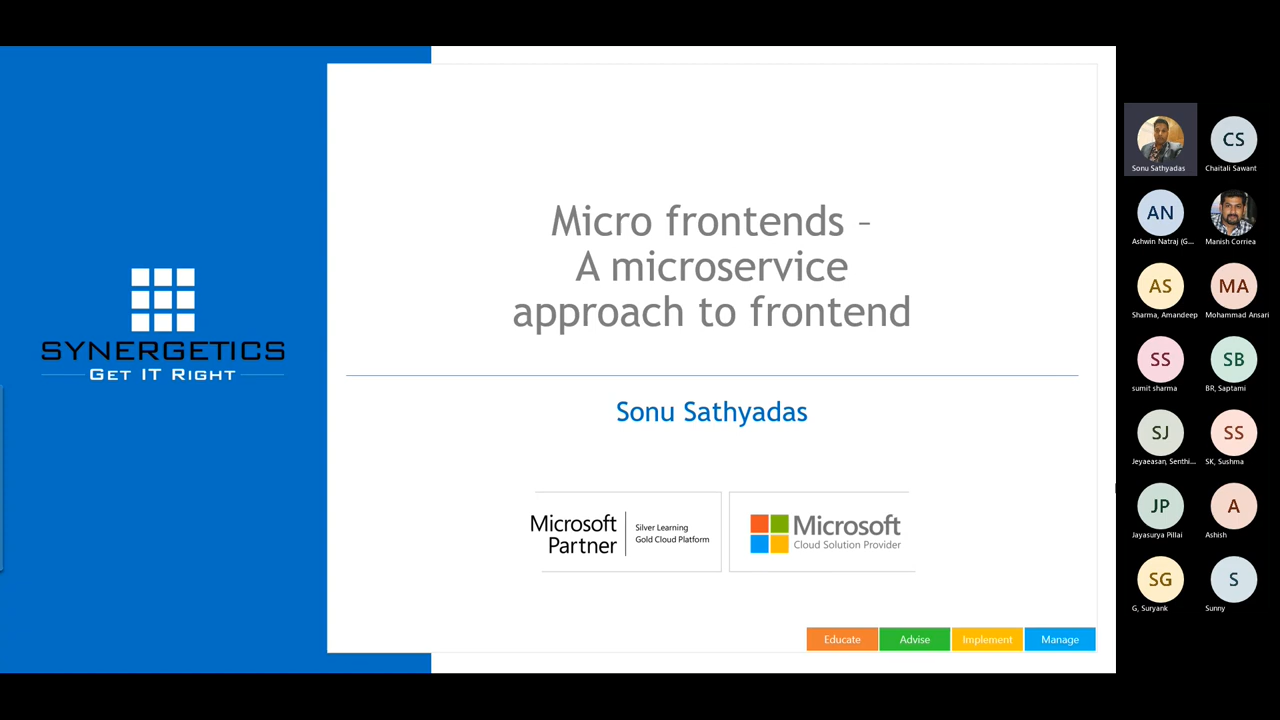 SYNERGETICS
GET IT RIGHT
Micro frontends –
A microservice
approach to frontend
Sonu Sathyadas
Microsoft
Partner
Silver Learning
Gold Cloud Platform
Microsoft
Cloud Solution Provider
Educate
Advise
Implement
Manage
Sonu Sathyadas
CS
Chaitali Sawant
AN
Ashwin Natraj (G...
Manish Corriea
AS
Sharma, Amandeep
MA
Mohammad Ansari
SS
sumit sharma
SB
BR, Saptami
SJ
Jeyaeasan, Senthi...
SS
SK, Sushma
JP
Jayasurya Pillai
A
Ashish
SG
G, Suryank
S
Sunny